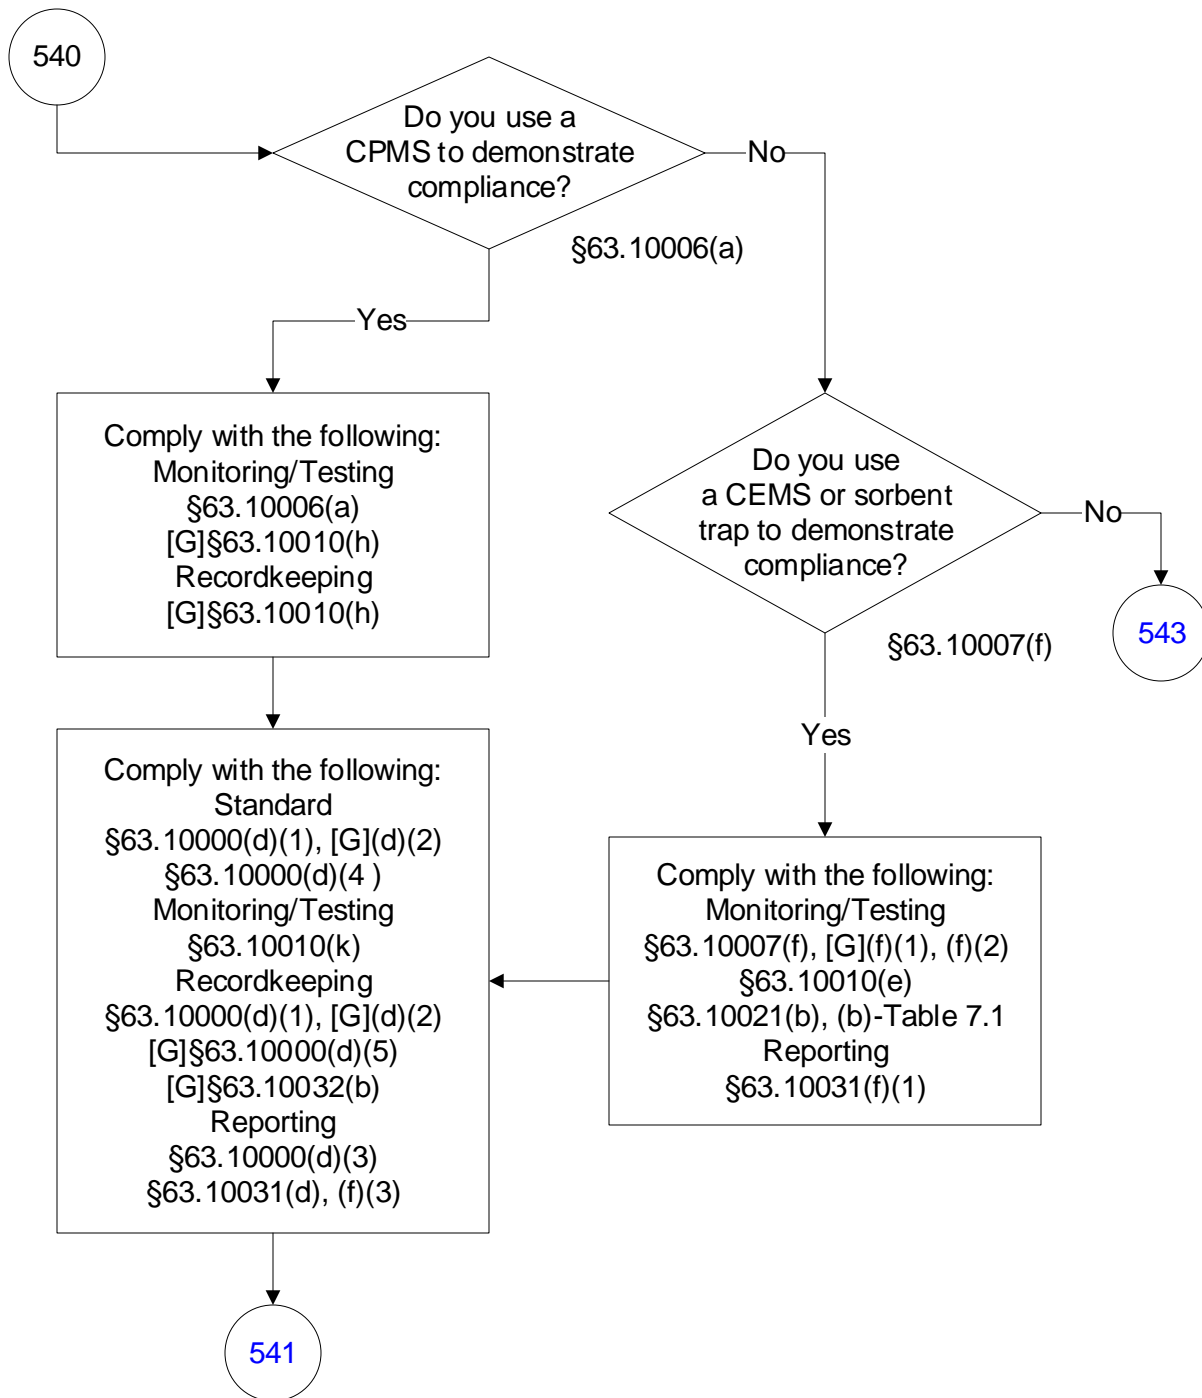 540
Do you use a
CPMS to demonstrate
compliance?
No
§63.10006(a)
Yes
Comply with the following:
Monitoring/Testing
§63.10006(a)
[G]§63.10010(h)
Recordkeeping
[G]§63.10010(h)
Do you use
a CEMS or sorbent
trap to demonstrate
compliance?
No
543
§63.10007(f)
Yes
Comply with the following:
Standard
§63.10000(d)(1), [G](d)(2)
§63.10000(d)(4 )
Monitoring/Testing
§63.10010(k)
Recordkeeping
§63.10000(d)(1), [G](d)(2)
[G]§63.10000(d)(5)
[G]§63.10032(b)
Reporting
§63.10000(d)(3)
§63.10031(d), (f)(3)
Comply with the following:
Monitoring/Testing
§63.10007(f), [G](f)(1), (f)(2)
§63.10010(e)
§63.10021(b), (b)-Table 7.1
Reporting
§63.10031(f)(1)
541